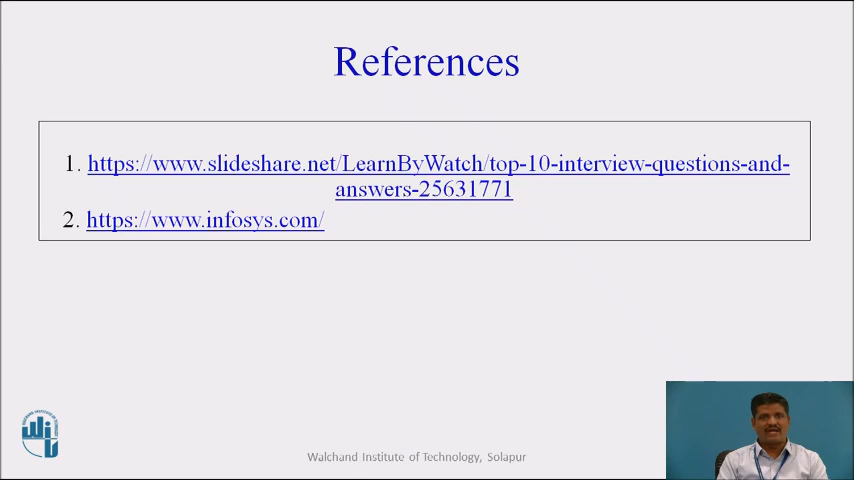 References
1. https://www.slideshare.net/LearnByWatch/top-10-interview-questions-and-
answers-25631771
2. https://www.infosys.com/
Walchand Institute of Technology, Solapur